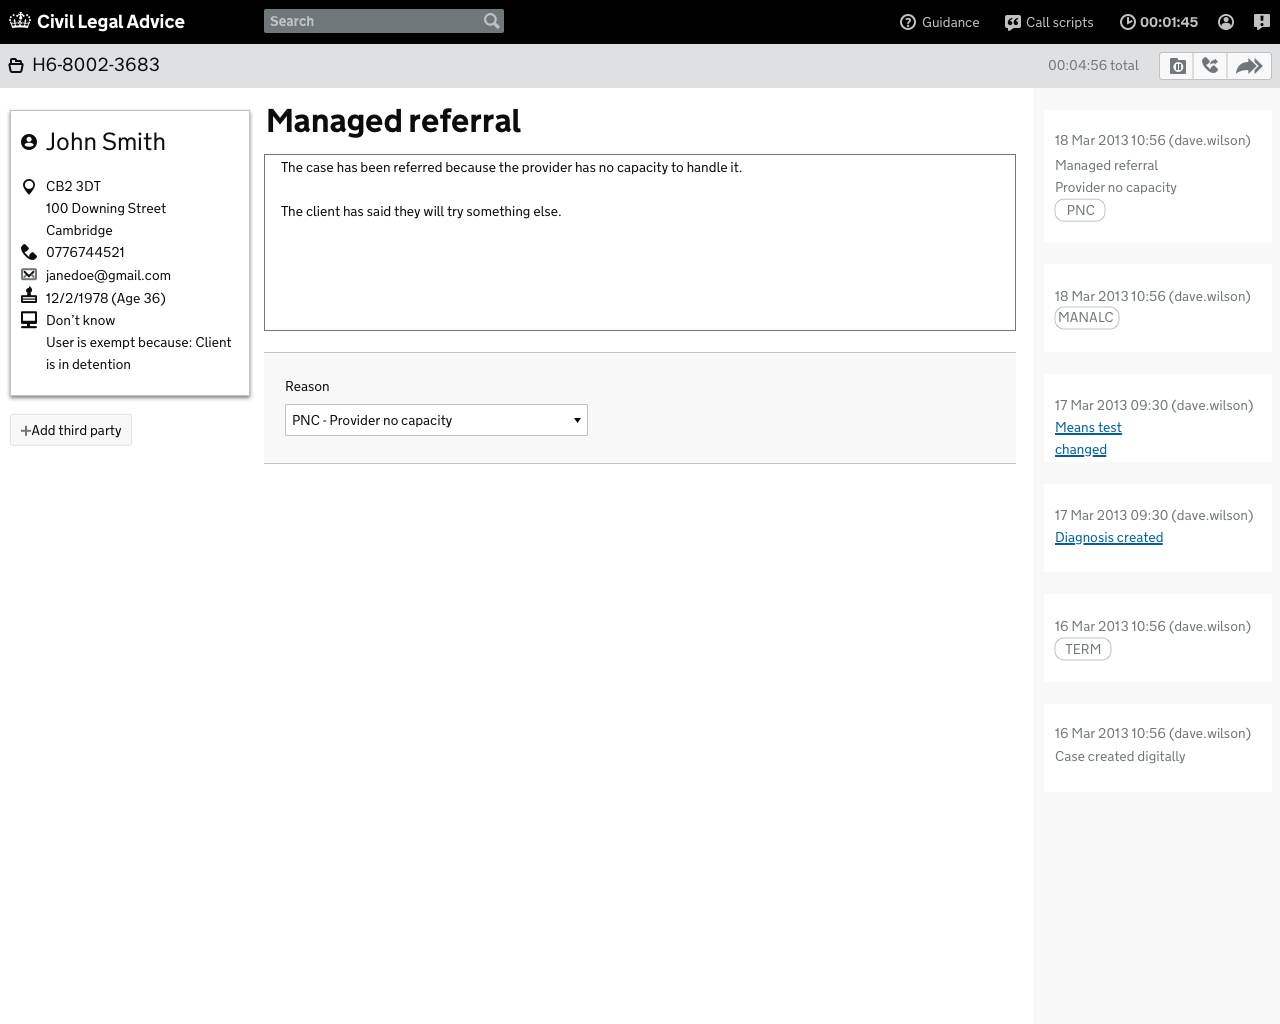 Civil Legal Advice
Search
Guidance
Call scripts
00:01:45
H6-8002-3683
00:04:56 total
John Smith
CB2 3DT
100 Downing Street
Cambridge
0776744521
janedoe@gmail.com
12/2/1978 (Age 36)
Don't know
User is exempt because: Client
is in detention
+Add third party
Managed referral
The case has been referred because the provider has no capacity to handle it.
The client has said they will try something else.
Reason
PNC - Provider no capacity
18 Mar 2013 10:56 (dave.wilson)
Managed referral
Provider no capacity
PNC
18 Mar 2013 10:56 (dave.wilson)
MANALC
17 Mar 2013 09:30 (dave.wilson)
Means test
changed
17 Mar 2013 09:30 (dave.wilson)
Diagnosis created
16 Mar 2013 10:56 (dave.wilson)
TERM
16 Mar 2013 10:56 (dave.wilson)
Case created digitally